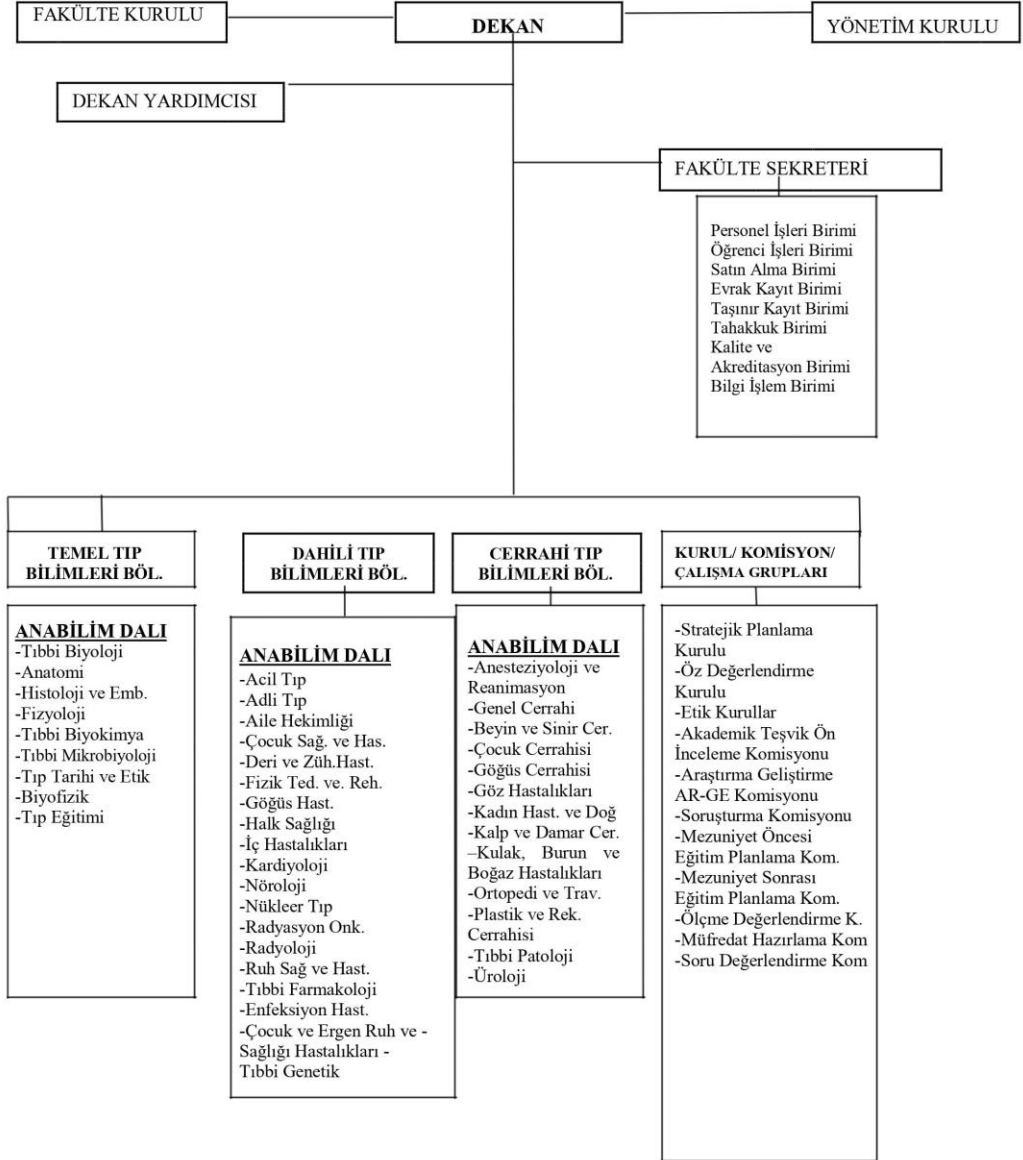 FAKÜLTE KURULU
DEKAN
YÖNETİM KURULU
DEKAN YARDIMCISI
FAKÜLTE SEKRETERİ
Personel İşleri Birimi
Öğrenci İşleri Birimi
Satın Alma Birimi
Evrak Kayıt Birimi
Taşınır Kayıt Birimi
Tahakkuk Birimi
Kalite ve
Akreditasyon Birimi
Bilgi İşlem Birimi
TEMEL TIP
BİLİMLERİ BÖL.
ANABİLİM DALI
-Tıbbi Biyoloji
-Anatomi
-Histoloji ve Emb.
-Fizyoloji
-Tıbbi Biyokimya
-Tıbbi Mikrobiyoloji
-Tıp Tarihi ve Etik
-Biyofizik
-Tıp Eğitimi
DAHİLİ TIP
BİLİMLERİ BÖL.
ANABİLİM DALI
-Acil Tıp
-Adli Tıp
-Aile Hekimliği
-Çocuk Sağ. ve Has.
-Deri ve Züh.Hast.
-Fizik Ted. ve. Reh.
-Göğüs Hast.
-Halk Sağlığı
-İç Hastalıkları
-Kardiyoloji
-Nöroloji
-Nükleer Tıp
-Radyasyon Onk.
-Radyoloji
-Ruh Sağ ve Hast.
-Tıbbi Farmakoloji
-Enfeksiyon Hast.
-Çocuk ve Ergen Ruh ve -
Sağlığı Hastalıkları -
Tıbbi Genetik
CERRAHİ TIP
BİLİMLERİ BÖL.
ANABİLİM DALI
-Anesteziyoloji ve
Reanimasyon
-Genel Cerrahi
-Beyin ve Sinir Cer.
-Çocuk Cerrahisi
-Göğüs Cerrahisi
-Göz Hastalıkları
-Kadın Hast. ve Doğ
-Kalp ve Damar Cer.
–Kulak, Burun ve
Boğaz Hastalıkları
-Ortopedi ve Trav.
-Plastik ve Rek.
Cerrahisi
-Tıbbi Patoloji
-Üroloji
KURUL/ KOMİSYON/
ÇALIŞMA GRUPLARI
-Stratejik Planlama
Kurulu
-Öz Değerlendirme
Kurulu
-Etik Kurullar
-Akademik Teşvik Ön
İnceleme Komisyonu
-Araştırma Geliştirme
AR-GE Komisyonu
-Soruşturma Komisyonu
-Mezuniyet Öncesi
Eğitim Planlama Kom.
-Mezuniyet Sonrası
Eğitim Planlama Kom.
-Ölçme Değerlendirme K.
-Müfredat Hazırlama Kom
-Soru Değerlendirme Kom